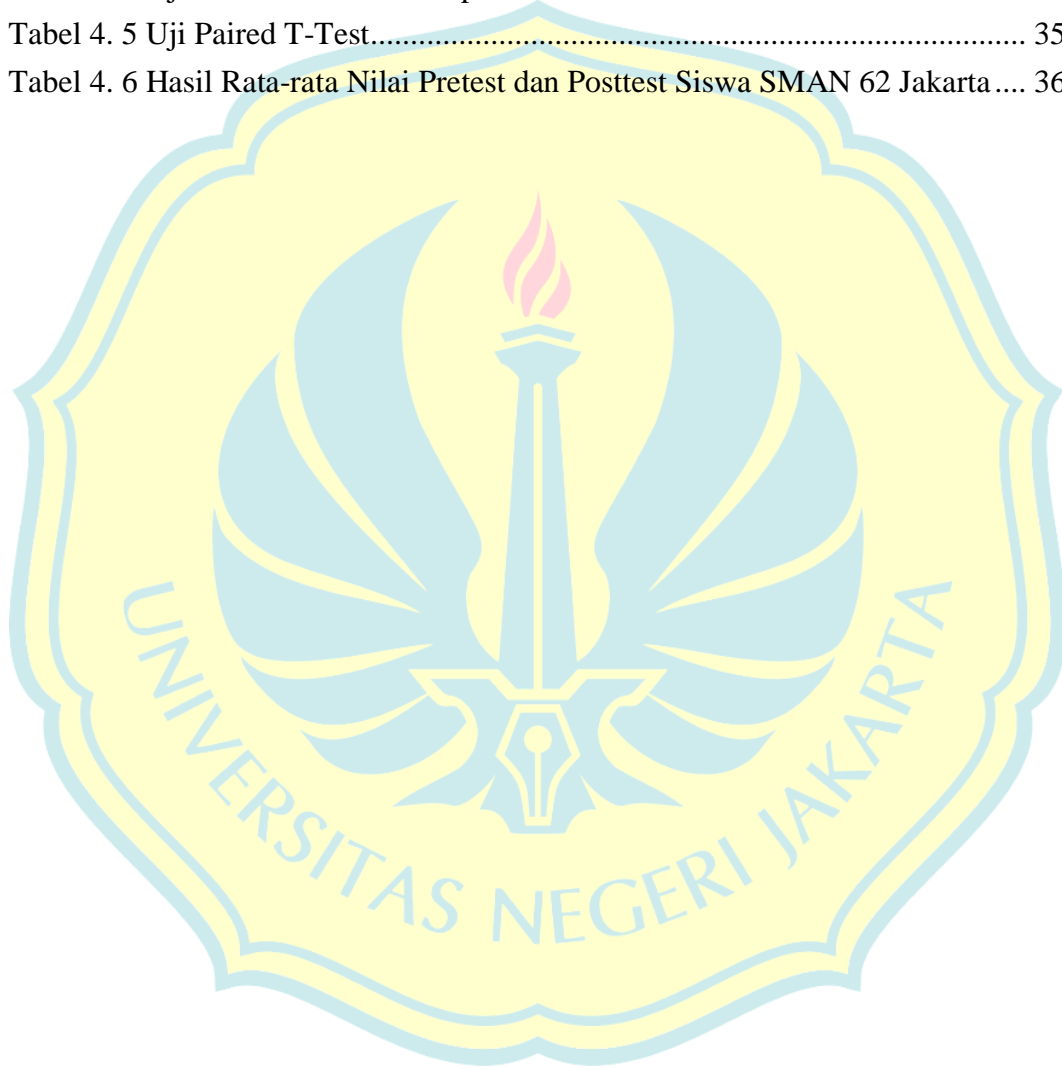 Tabel 4. 5 Uji Paired T-Test.................................................................................. 35
Tabel 4. 6 Hasil Rata-rata Nilai Pretest dan Posttest Siswa SMAN 62 Jakarta .... 36
UNIVERSITAS NEGERI JAKARTA